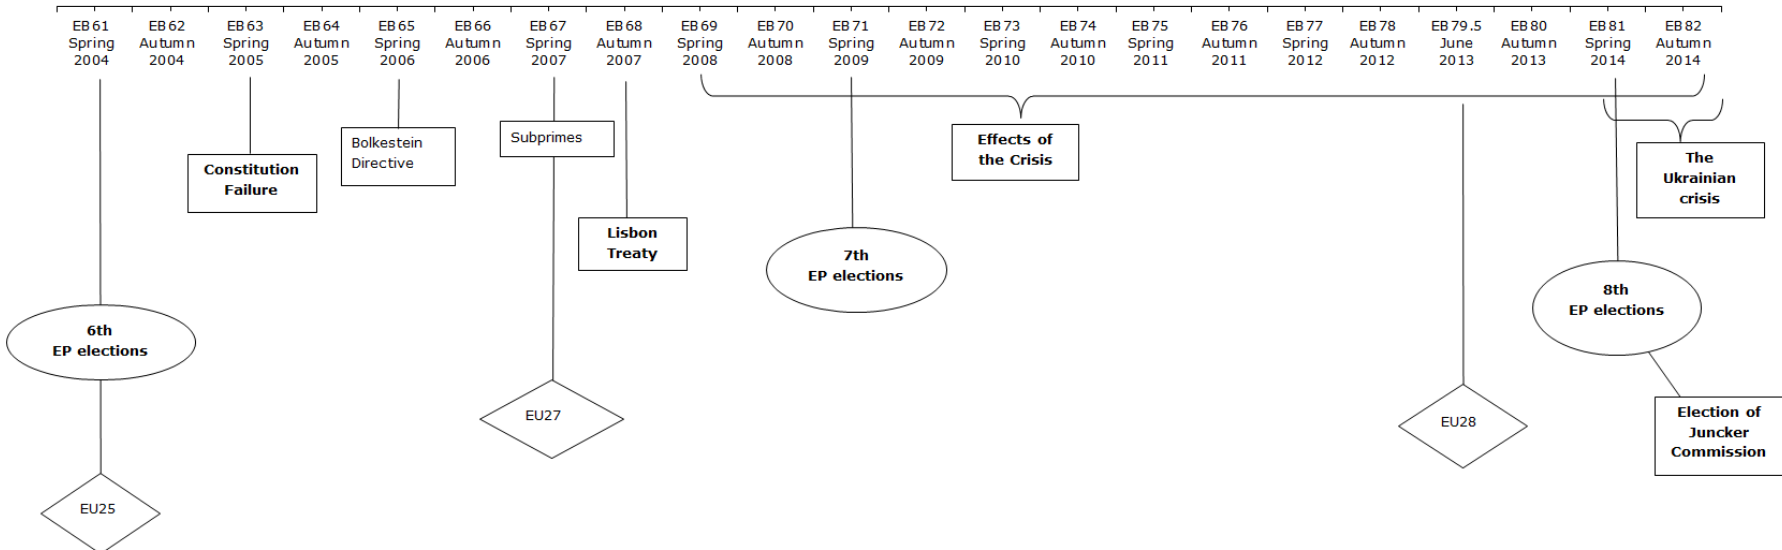 EB61 EB62 EB63 EB64 EB65 EB66 EB67 EB68 EB69 EB70 EB71 EB72 EB73 EB74 EB75 EB76 EB77 EB78 EB79.5 EB80 EB81 EB82
Spring Autumn Spring Autumn Spring Autumn Spring Autumn Spring Autumn Spring Autumn Spring Autumn Spring Autumn Spring Autumn June Autumn Spring Autumn
2004 2004 2005 2005 2006 2006 2007 2007 2008 2008 2009 2009 2010 2010 2011 2011 2012 2012 2013 2013 2014 2014
Constitution
Failure
Bolkestein
Directive
Subprimes
Lisbon
Treaty
Effects of
the Crisis
The
Ukrainian
crisis
6th
EP elections
7th
EP elections
8th
EP elections
EU25
EU27
EU28
Election of
Juncker
Commission